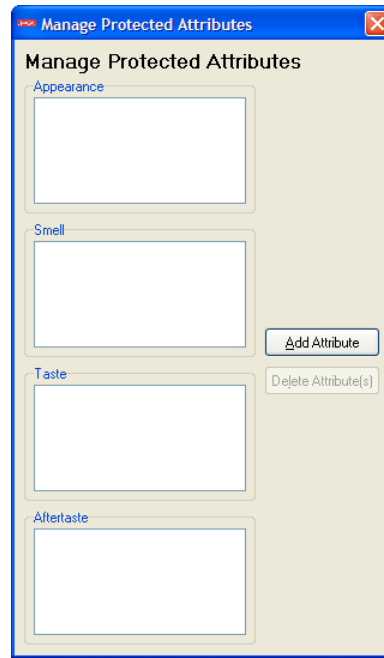 Manage Protected Attributes
Manage Protected Attributes
Appearance
Smell
Add Attribute
Taste
Delete Attribute(s)
Aftertaste